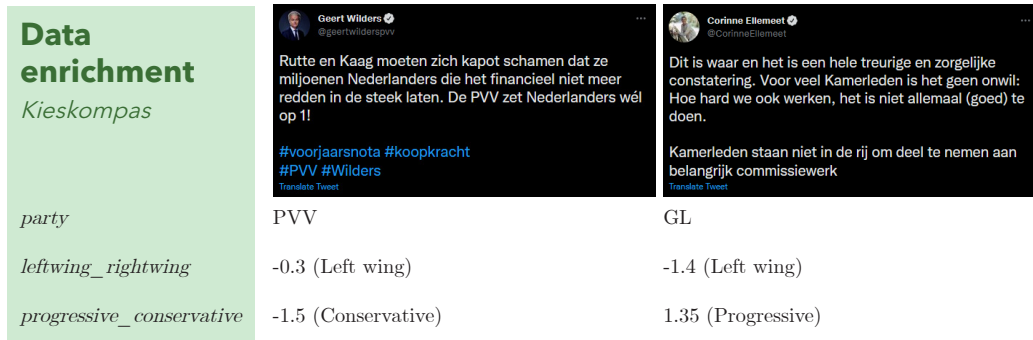 Data
enrichment
Kieskompas
Geert Wilders
@geertwilderspvv
Rutte en Kaag moeten zich kapot schamen dat ze
miljoenen Nederlanders die het financieel niet meer
redden in de steek laten. De PVV zet Nederlanders wél
op 1!
#voorjaarsnota #koopkracht
#PVV #Wilders
Translate Tweet
Corinne Ellemeet
@CorinneEllemeet
Dit is waar en het is een hele treurige en zorgelijke
constatering. Voor veel Kamerleden is het geen onwil:
Hoe hard we ook werken, het is niet allemaal (goed) te
doen.
Kamerleden staan niet in de rij om deel te nemen aan
belangrijk commissiewerk
Translate Tweet
party PVV GL
leftwing_rightwing -0.3 (Left wing) -1.4 (Left wing)
progressive_conservative -1.5 (Conservative) 1.35 (Progressive)